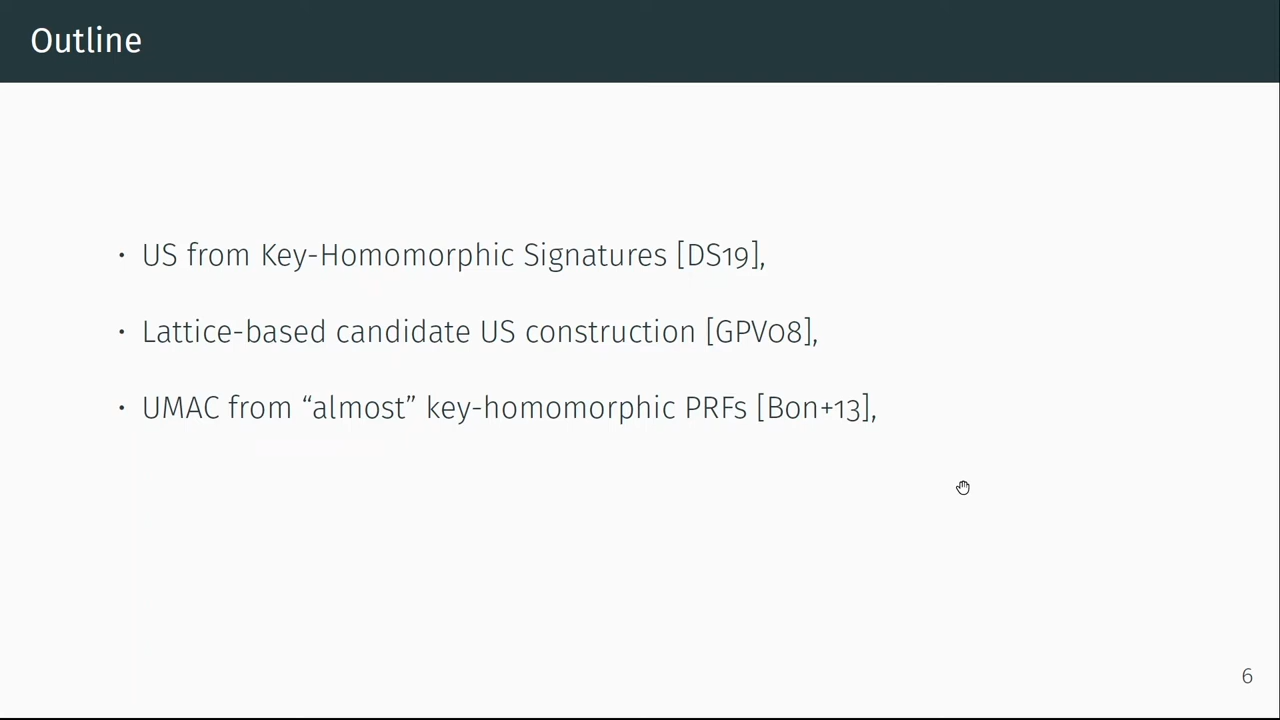 Outline
• US from Key-Homomorphic Signatures [DS19],
• Lattice-based candidate US construction [GPV08],
• UMAC from “almost” key-homomorphic PRFs [Bon+13],
6